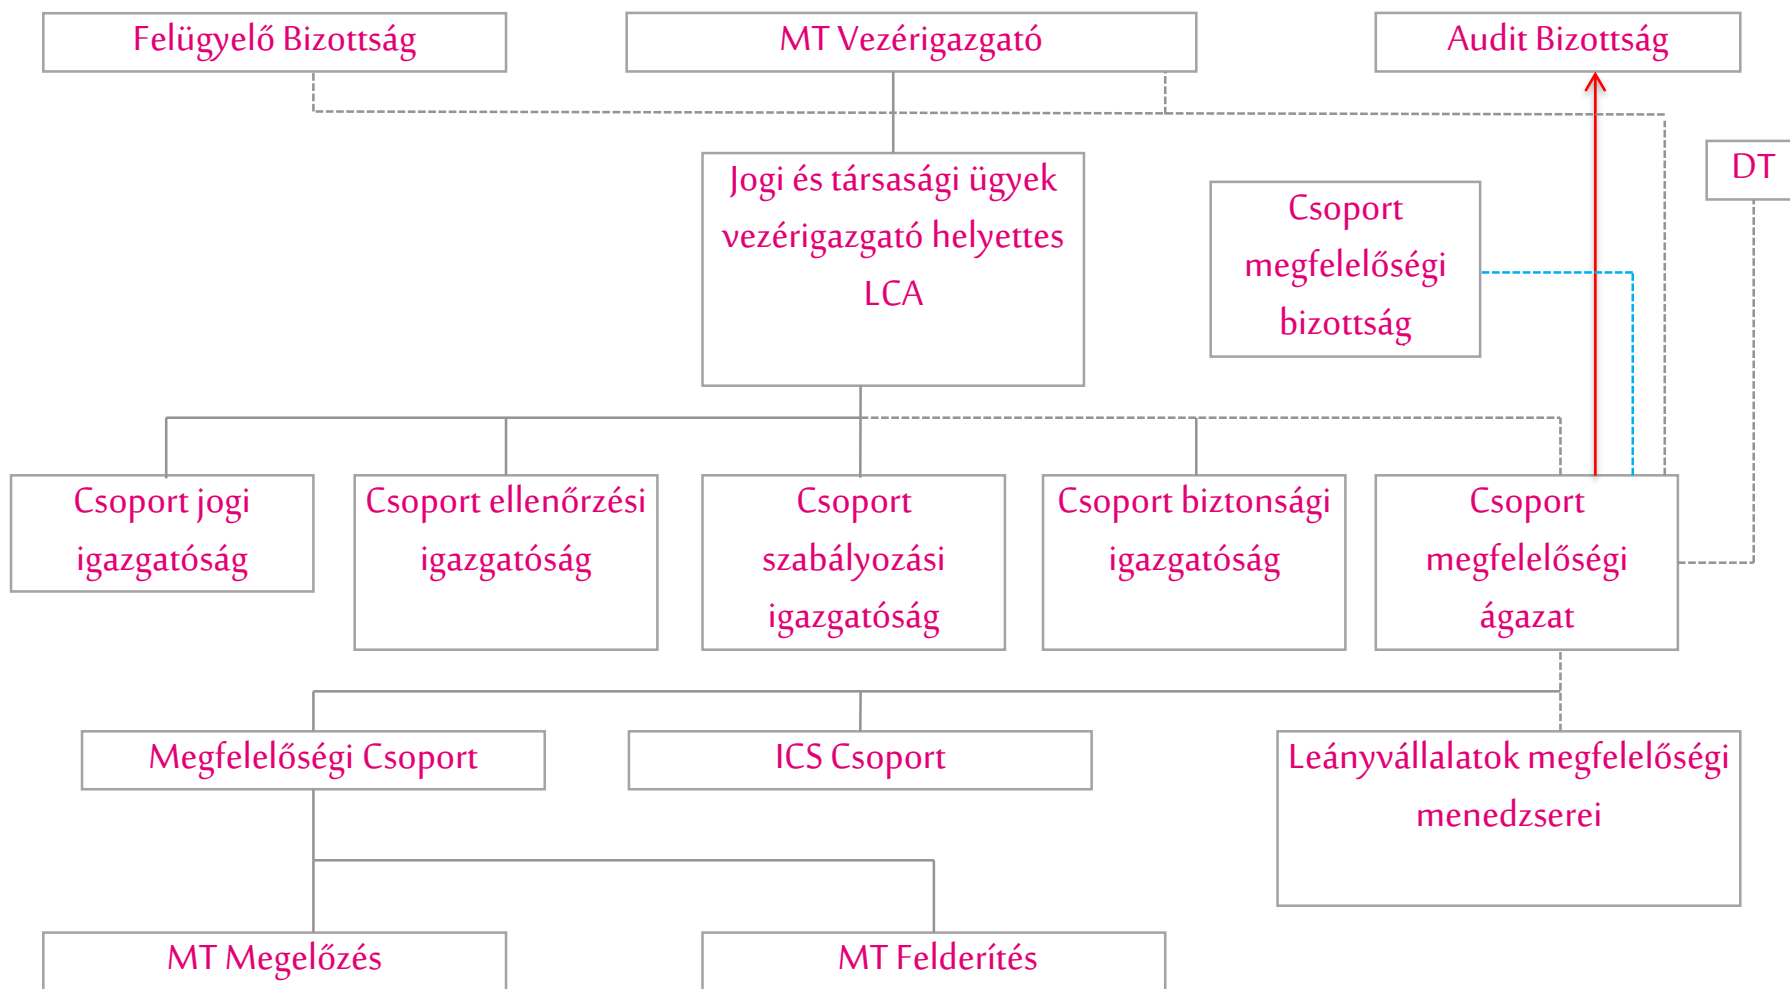 Felügyelő Bizottság
MT Vezérigazgató
Audit Bizottság
Jogi és társasági ügyek
vezérigazgató helyettes
LCA
Csoport
megfelelőségi
bizottság
DT
Csoport jogi
igazgatóság
Csoport ellenőrzési
igazgatóság
Csoport
szabályozási
igazgatóság
Csoport biztonsági
igazgatóság
Csoport
megfelelőségi
ágazat
Megfelelőségi Csoport
ICS Csoport
Leányvállalatok megfelelőségi
menedzserei
MT Megelőzés
MT Felderítés